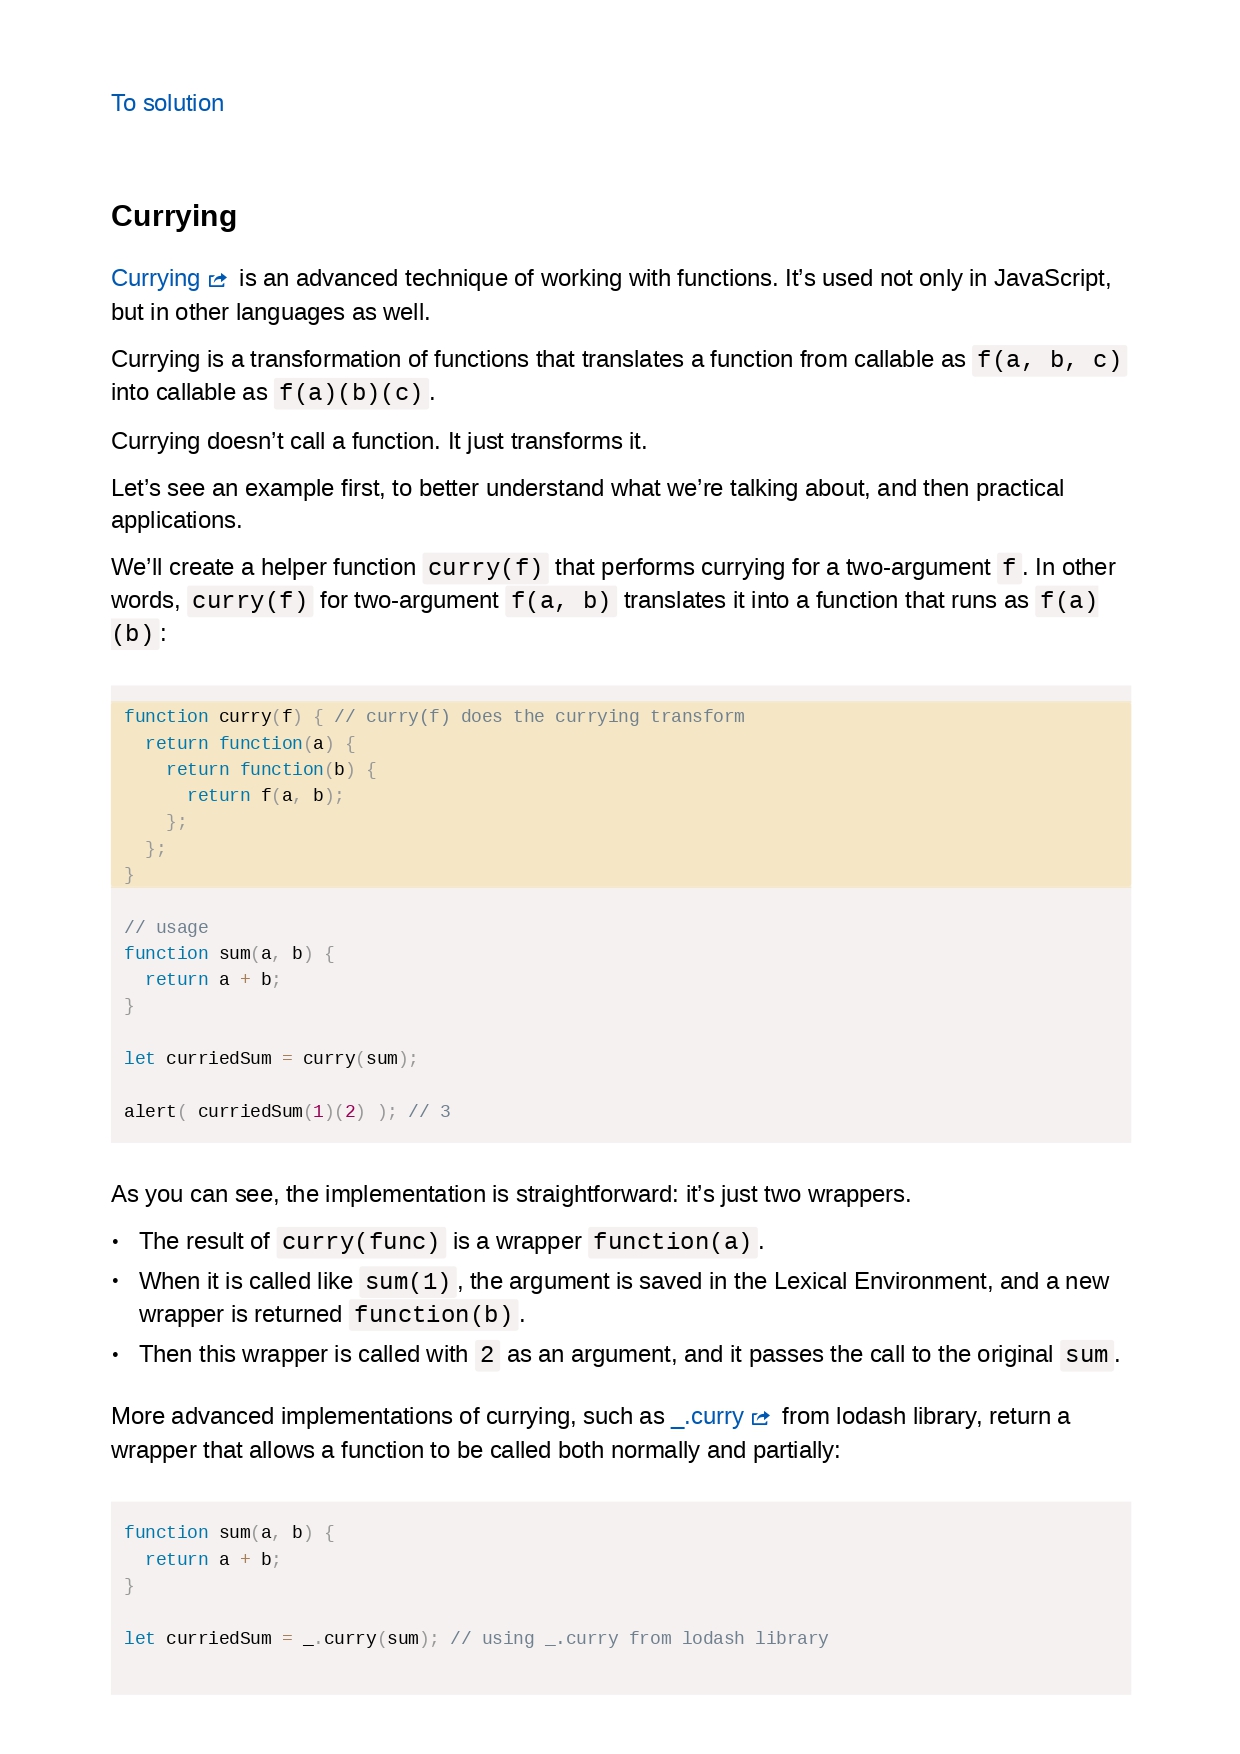 To solution
Currying
Currying is an advanced technique of working with functions. It’s used not only in JavaScript,
but in other languages as well.
Currying is a transformation of functions that translates a function from callable as f(a, b, c)
into callable as f(a)(b)(c).
Currying doesn’t call a function. It just transforms it.
Let’s see an example first, to better understand what we’re talking about, and then practical
applications.
We’ll create a helper function curry(f) that performs currying for a two-argument f. In other
words, curry(f) for two-argument f(a, b) translates it into a function that runs as f(a)
(b):
function curry(f) { // curry(f) does the currying transform
  return function(a) {
    return function(b) {
      return f(a, b);
    };
  };
}
// usage
function sum(a, b) {
  return a + b;
}
let curriedSum = curry(sum);
alert( curriedSum(1)(2) ); // 3
As you can see, the implementation is straightforward: it’s just two wrappers.
• The result of curry(func) is a wrapper function(a).
• When it is called like sum(1), the argument is saved in the Lexical Environment, and a new
wrapper is returned function(b).
• Then this wrapper is called with 2 as an argument, and it passes the call to the original sum.
More advanced implementations of currying, such as _.curry from lodash library, return a
wrapper that allows a function to be called both normally and partially:
function sum(a, b) {
  return a + b;
}
let curriedSum = _.curry(sum); // using _.curry from lodash library